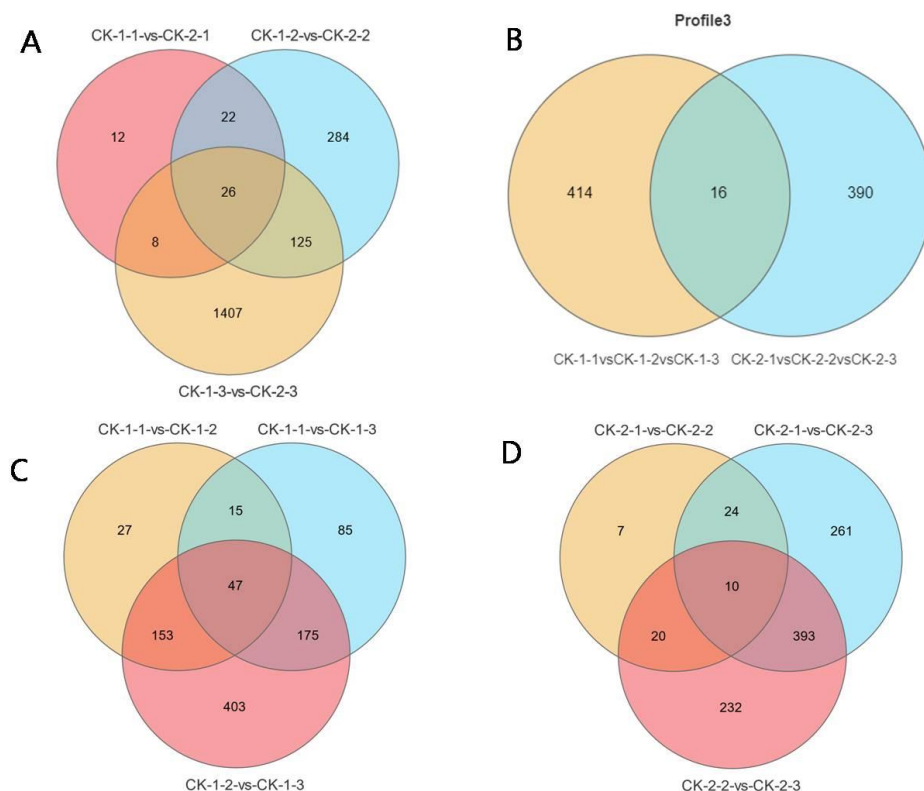 A
CK-1-1-vs-CK-2-1
CK-1-2-vs-CK-2-2
12
22
284
26
8
125
1407
CK-1-3-vs-CK-2-3
B
Profile3
414
16
390
CK-1-1vsCK-1-2vsCK-1-3
CK-2-1vsCK-2-2vsCK-2-3
C
CK-1-1-vs-CK-1-2
CK-1-1-vs-CK-1-3
27
15
85
47
153
175
403
CK-1-2-vs-CK-1-3
D
CK-2-1-vs-CK-2-2
CK-2-1-vs-CK-2-3
7
24
261
10
20
393
232
CK-2-2-vs-CK-2-3